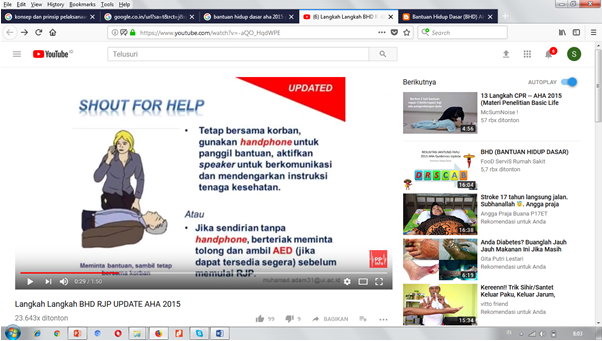 File Edit View History Bookmarks Tools Help
konsep dan prinsip pelaksanaa
google.co.in/url?sa=t&rct=j&
bantuan hidup dasar aha 2015
(6) Langkah Langkah BHD R
Bantuan Hidup Dasar (BHD) A
https://www.youtube.com/watch?v=-aQO_HqdWPE
Search
YouTube ID
Telusuri
6
S
UPDATED
SHOUT FOR HELP
• Tetap bersama korban,
gunakan handphone untuk
panggil bantuan, aktifkan
speaker untuk berkomunikasi
dan mendengarkan instruksi
tenaga kesehatan.
Atau
• Jika sendirian tanpa
handphone, berteriak meminta
tolong dan ambil AED (jika
dapat tersedia segera) sebelum
memulai RJP.
Meminta bantuan, sambil tetap
bersama korban
muhamed.adam31@ui.ac.id
0:29 / 1:50
Langkah Langkah BHD RJP UPDATE AHA 2015
23.643x ditonton
99
9
BAGIKAN
Berikutnya
AUTOPLAY
13 Langkah CPR -- AHA 2015
(Materi Penelitian Basic Life
McSumNoise !
57 rbx ditonton
4:56
BHD (BANTUAN HIDUP DASAR)
FooD ServiS Rumah Sakit
5,7 rbx ditonton
DRSCAB
16:04
Stroke 17 tahun langsung jalan.
Subhanallah. Angga praja
Angga Praja Buana P17ET
Rekomendasi untuk Anda
16:38
Anda Diabetes? Buanglah Jauh
Jauh Makanan Ini Jika Masih
Gita Putri Lestari
Rekomendasi untuk Anda
6:19
Kereenn!! Trik Sihir/Santet
Keluar Paku, Keluar Jarum,
vitto friend
Rekomendasi untuk Anda
15:34
8:03